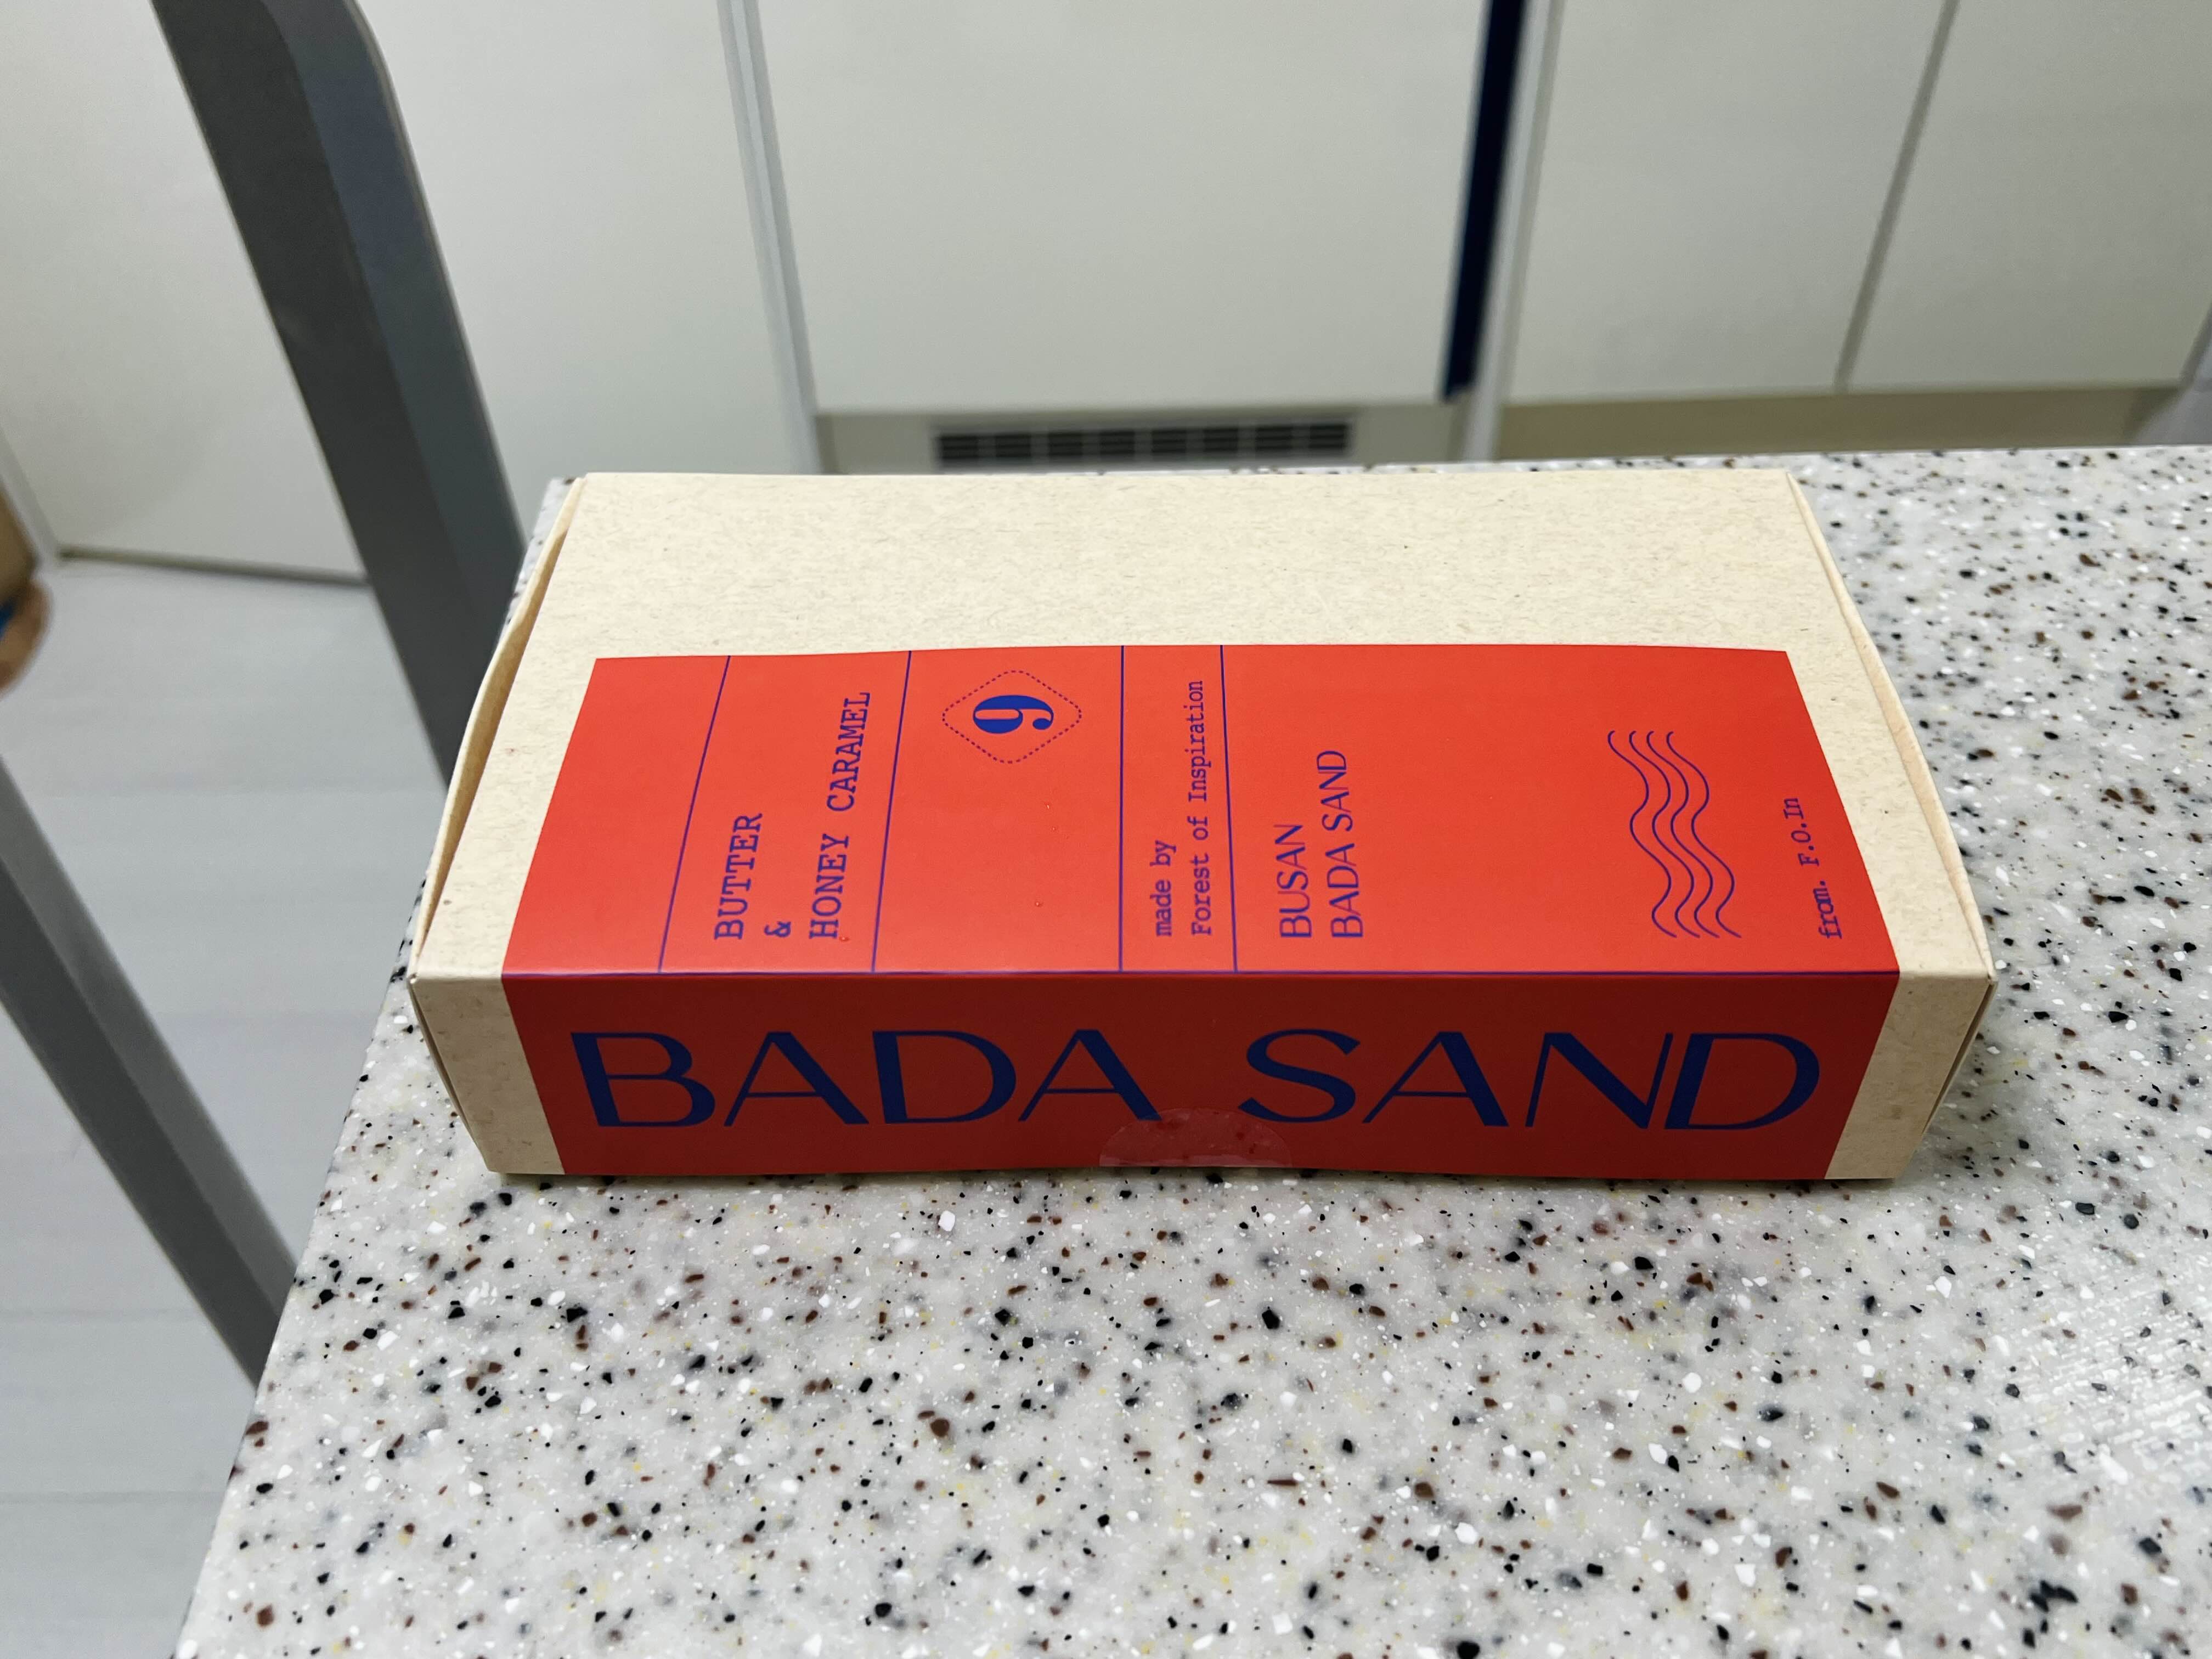 BUTTER
&
HONEY CARAMEL
9
made by
Forest of Inspiration
BUSAN
BADA SAND
from. F.O.In
BADA SAND